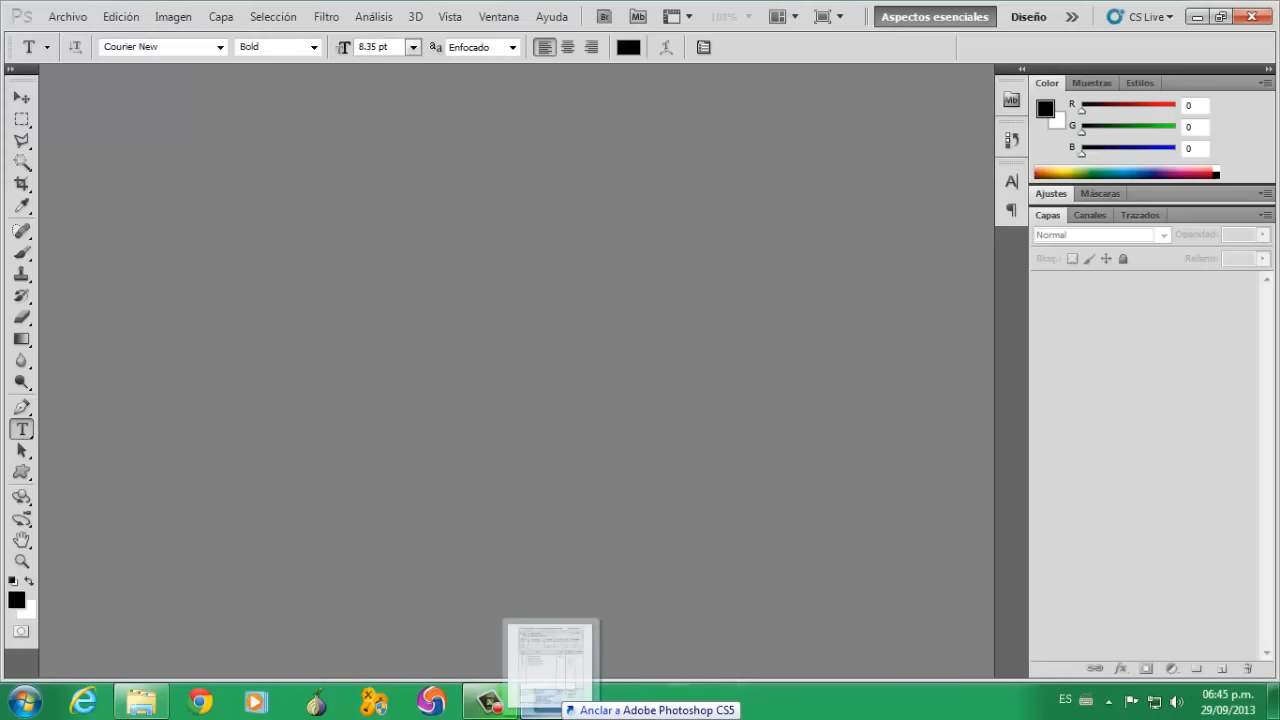 Ps Archivo Edición Imagen Capa Selección Filtro Análisis 3D Vista Ventana Ayuda Br Mb 100% Aspectos esenciales Diseño CS Live
T Courier New Bold 8.35 pt Enfocado
Color Muestras Estilos
R 0
G 0
B 0
Ajustes Máscaras
Capas Canales Trazados
Normal Opacidad:
Bloq.: Relleno:
Mb
A
T
ES 06:45 p.m.
29/09/2013
Anclar a Adobe Photoshop CS5